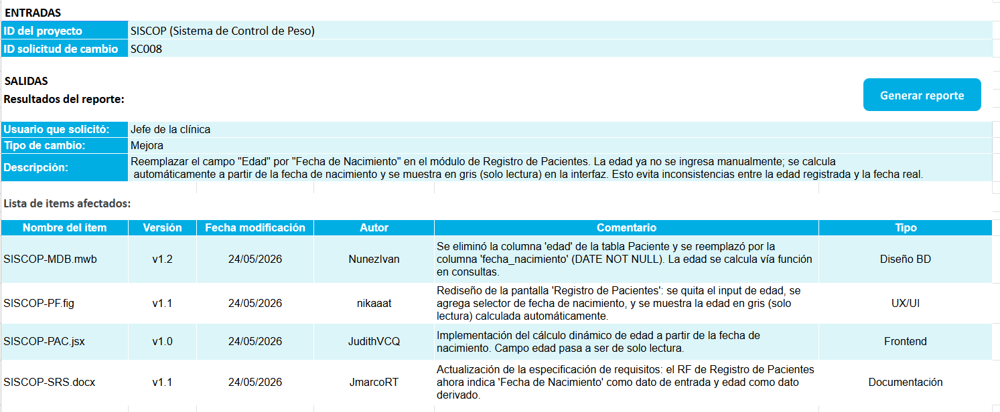 ENTRADAS
ID del proyecto SISCOP (Sistema de Control de Peso)
ID solicitud de cambio SC008
SALIDAS
Resultados del reporte:
Generar reporte
Usuario que solicitó: Jefe de la clínica
Tipo de cambio: Mejora
Descripción: Reemplazar el campo "Edad" por "Fecha de Nacimiento" en el módulo de Registro de Pacientes. La edad ya no se ingresa manualmente; se calcula
automáticamente a partir de la fecha de nacimiento y se muestra en gris (solo lectura) en la interfaz. Esto evita inconsistencias entre la edad registrada y la fecha real.
Lista de items afectados:
Nombre del ítem Versión Fecha modificación Autor Comentario Tipo
SISCOP-MDB.mwb v1.2 24/05/2026 NunezIvan Se eliminó la columna 'edad' de la tabla Paciente y se reemplazó por la
columna 'fecha_nacimiento' (DATE NOT NULL). La edad se calcula vía función
en consultas.
Diseño BD
SISCOP-PF.fig v1.1 24/05/2026 nikaaat Rediseño de la pantalla 'Registro de Pacientes': se quita el input de edad, se
agrega selector de fecha de nacimiento, y se muestra la edad en gris (solo
lectura) calculada automáticamente.
UX/UI
SISCOP-PAC.jsx v1.0 24/05/2026 JudithVCQ Implementación del cálculo dinámico de edad a partir de la fecha de
nacimiento. Campo edad pasa a ser de solo lectura.
Frontend
SISCOP-SRS.docx v1.1 24/05/2026 JmarcoRT Actualización de la especificación de requisitos: el RF de Registro de Pacientes
ahora indica 'Fecha de Nacimiento' como dato de entrada y edad como dato
derivado.
Documentación